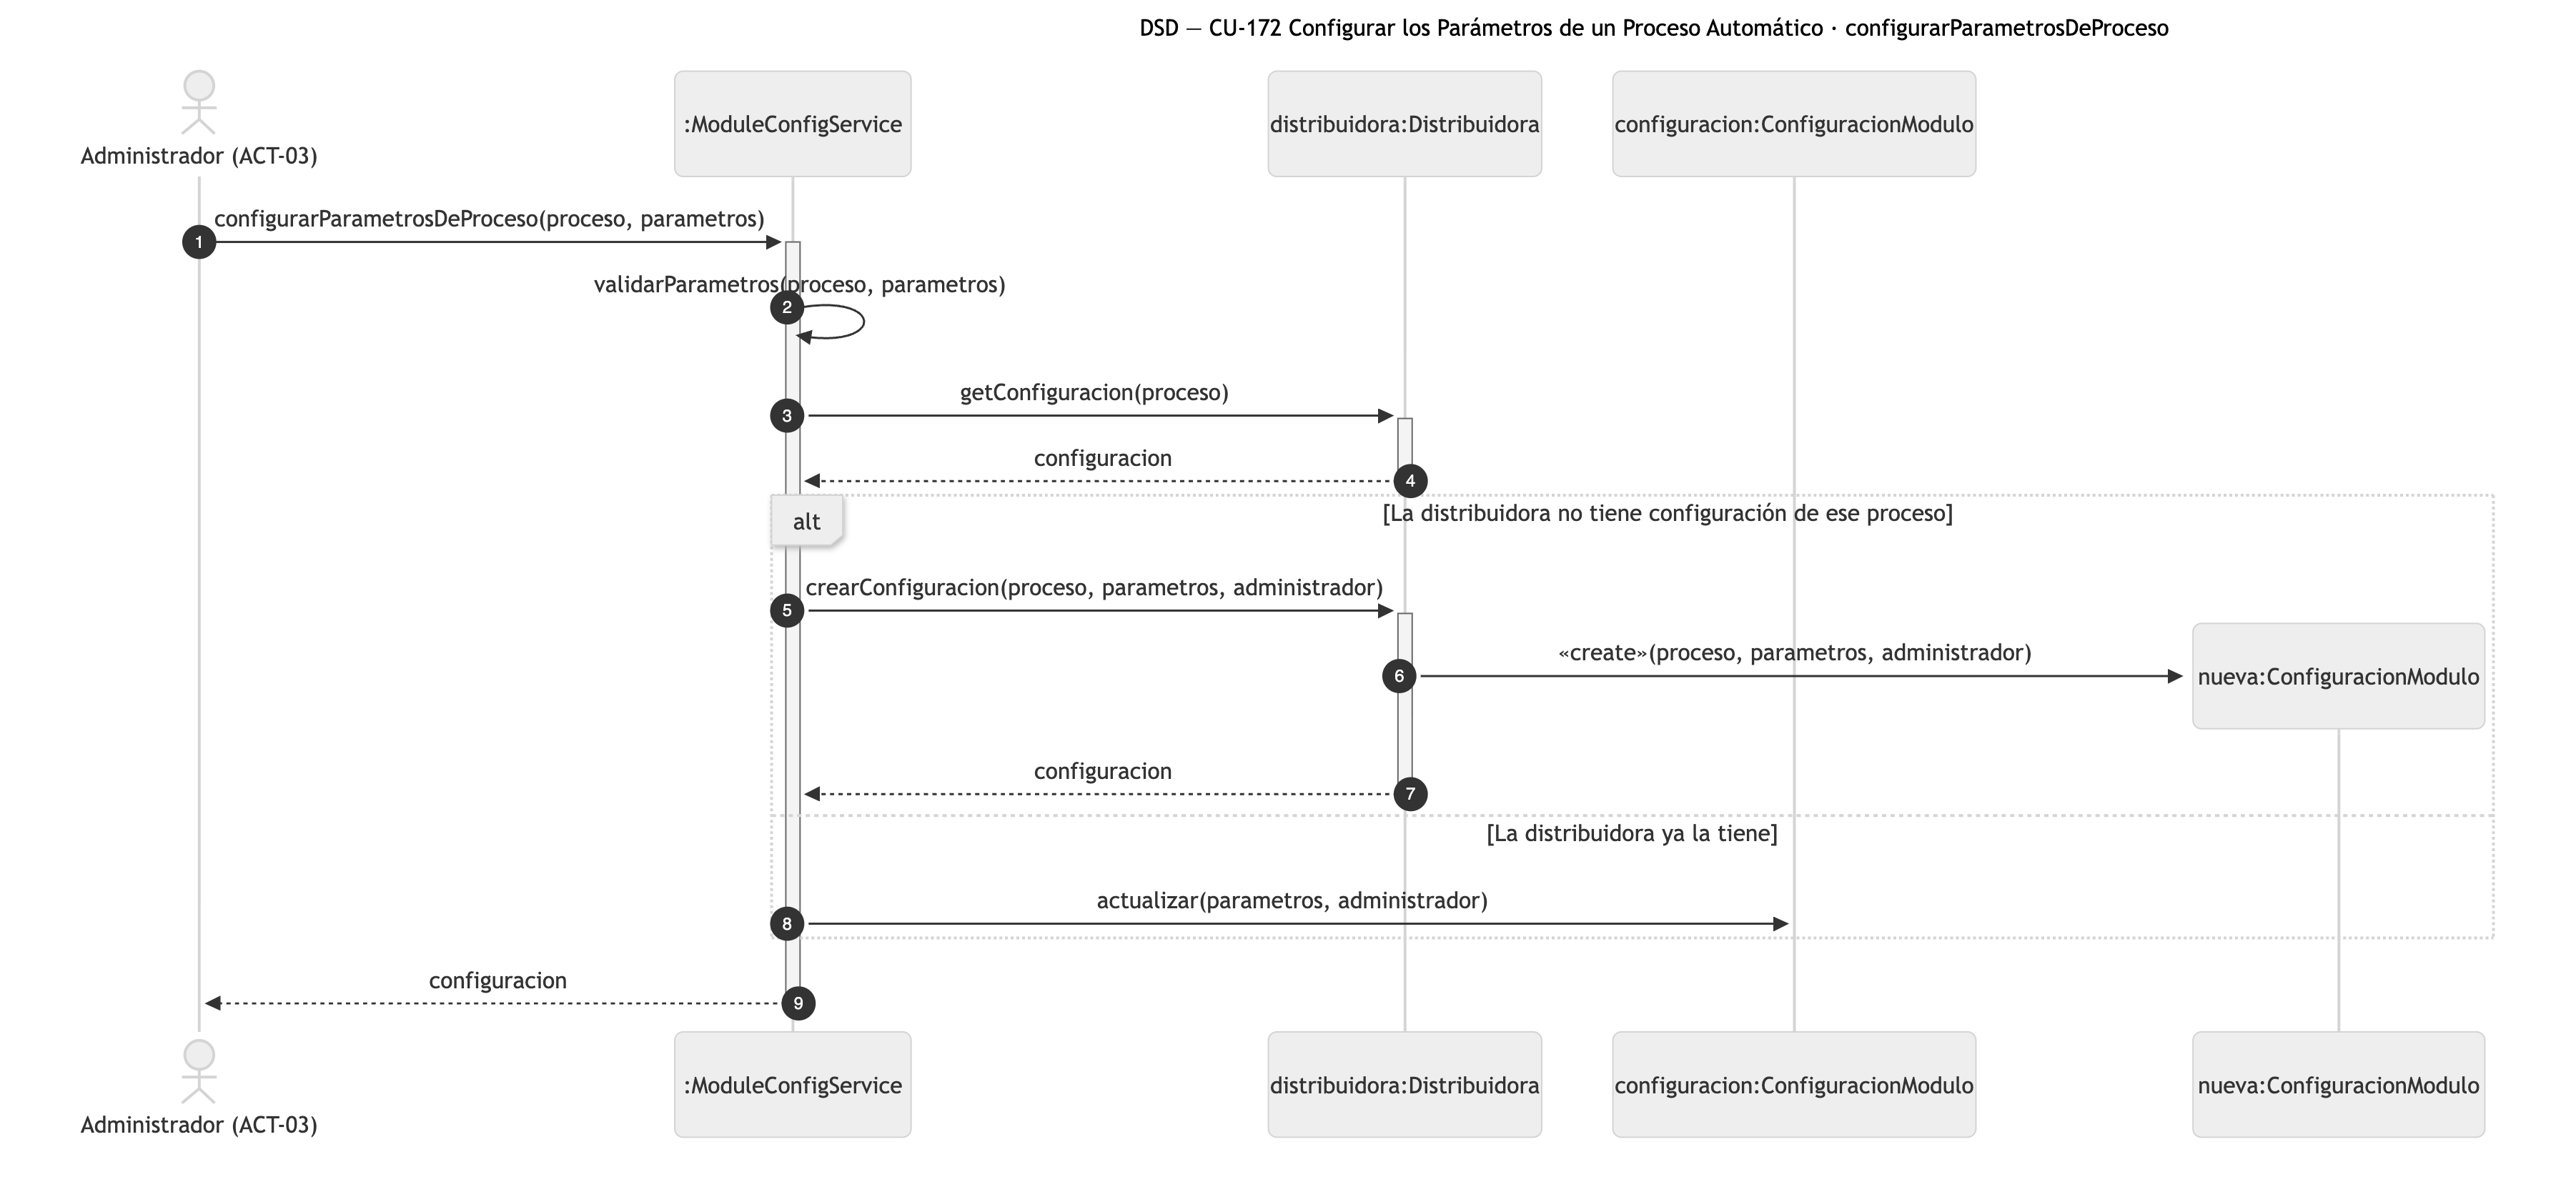 DSD — CU-172 Configurar los Parámetros de un Proceso Automático · configurarParametrosDeProceso
Administrador (ACT-03)
:ModuleConfigService
distribuidora:Distribuidora
configuracion:ConfiguracionModulo
configurarParametrosDeProceso(proceso, parametros)
1
validarParametros(proceso, parametros)
2
getConfiguracion(proceso)
3
configuracion
4
alt
[La distribuidora no tiene configuración de ese proceso]
crearConfiguracion(proceso, parametros, administrador)
5
«create»(proceso, parametros, administrador)
6
nueva:ConfiguracionModulo
configuracion
7
[La distribuidora ya la tiene]
actualizar(parametros, administrador)
8
configuracion
9
Administrador (ACT-03)
:ModuleConfigService
distribuidora:Distribuidora
configuracion:ConfiguracionModulo
nueva:ConfiguracionModulo